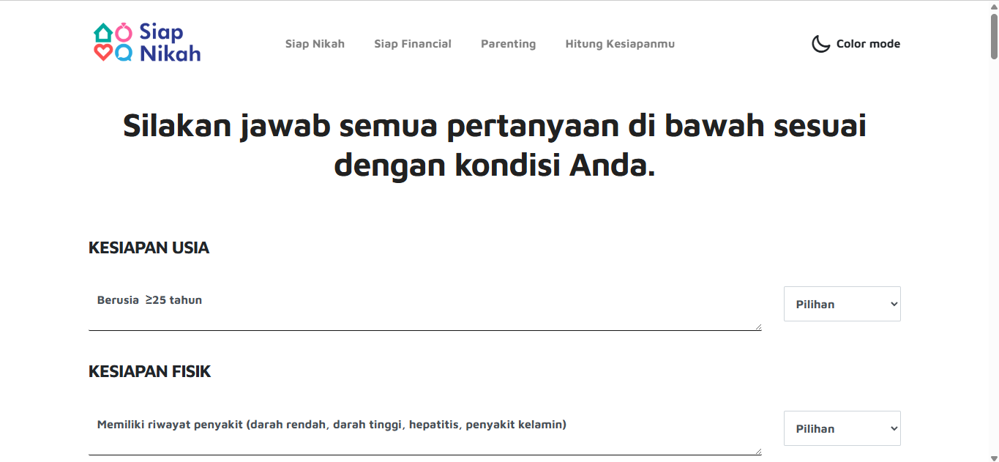 Siap
Nikah
Siap Nikah
Siap Financial
Parenting
Hitung Kesiapanmu
Color mode
Silakan jawab semua pertanyaan di bawah sesuai
dengan kondisi Anda.
KESIAPAN USIA
Berusia  ≥25 tahun
Pilihan
KESIAPAN FISIK
Memiliki riwayat penyakit (darah rendah, darah tinggi, hepatitis, penyakit kelamin)
Pilihan